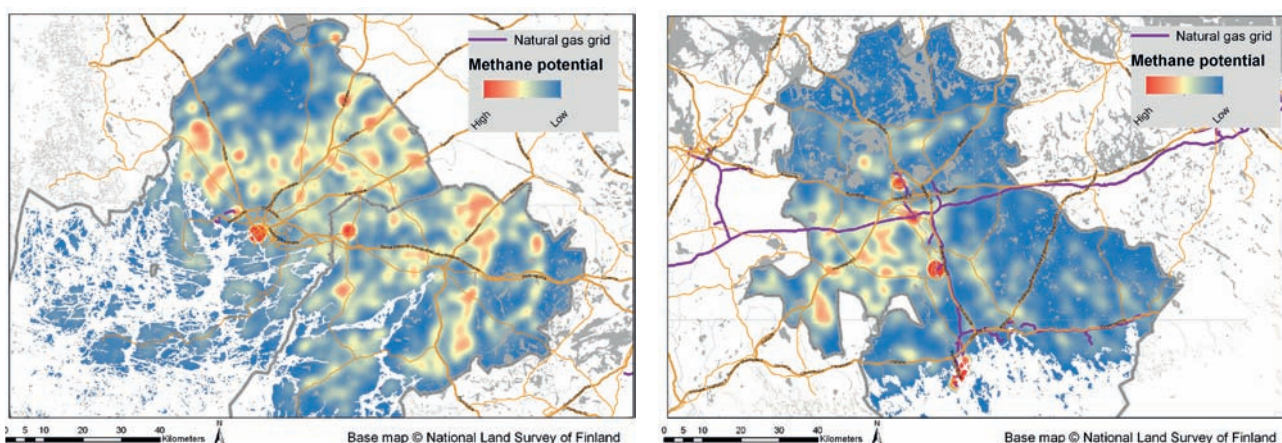 Natural gas grid
Methane potential
High
Low
0 5 10 20 30 40
Kilometers
N
Base map © National Land Survey of Finland
Natural gas grid
Methane potential
High
Low
0 5 10 20 30 40
Kilometers
N
Base map © National Land Survey of Finland